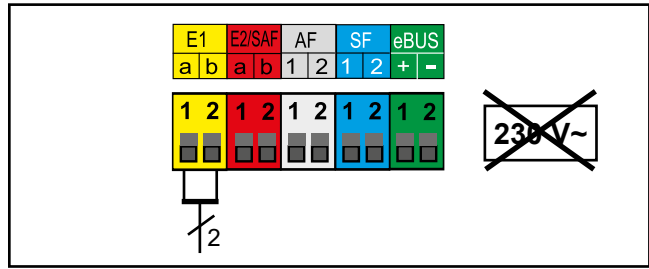 E1 E2/SAF AF SF eBUS
a b a b 1 2 1 2 + −
1 2 1 2 1 2 1 2 1 2
230 V~
2